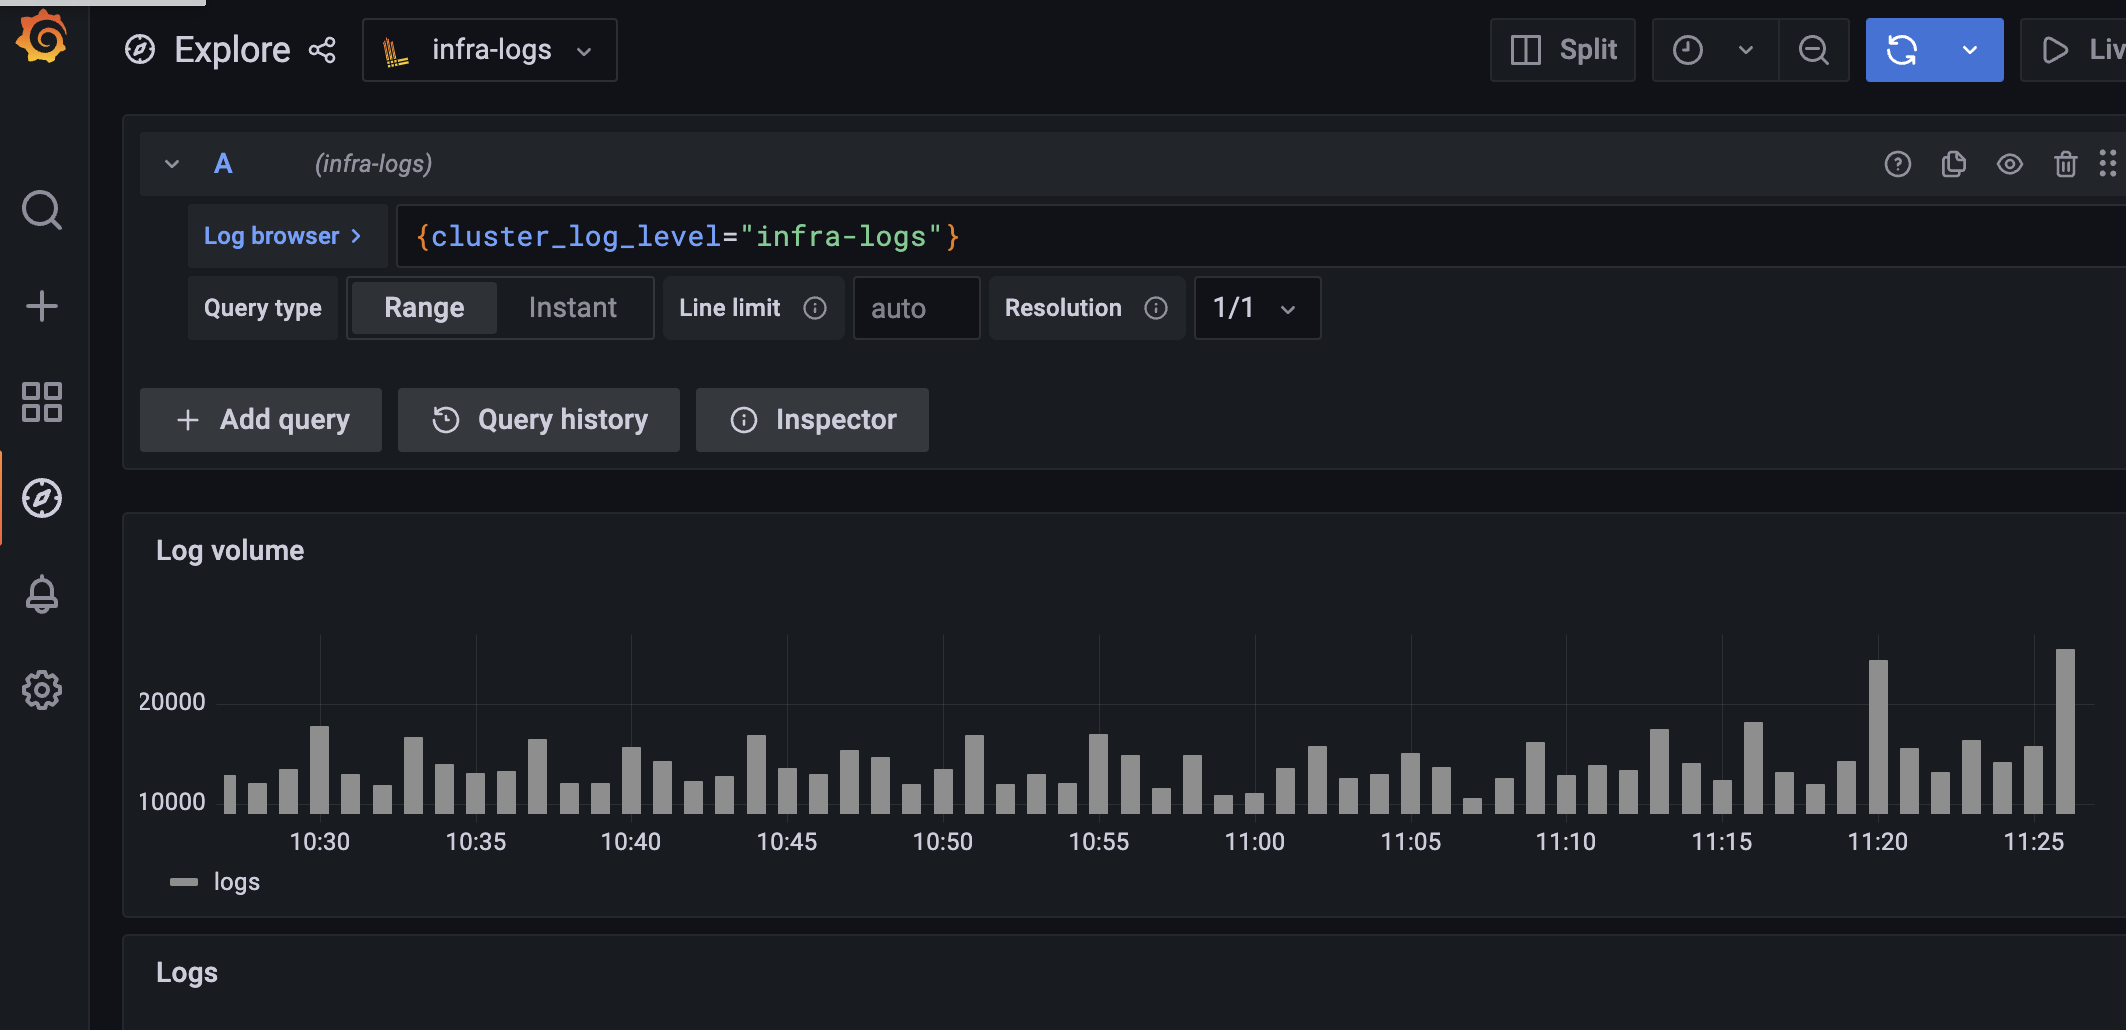 Explore infra-logs Split Liv
A (infra-logs)
Log browser > {cluster_log_level="infra-logs"}
Query type Range Instant Line limit auto Resolution 1/1
+ Add query Query history Inspector
Log volume
20000
10000
10:30 10:35 10:40 10:45 10:50 10:55 11:00 11:05 11:10 11:15 11:20 11:25
logs
Logs